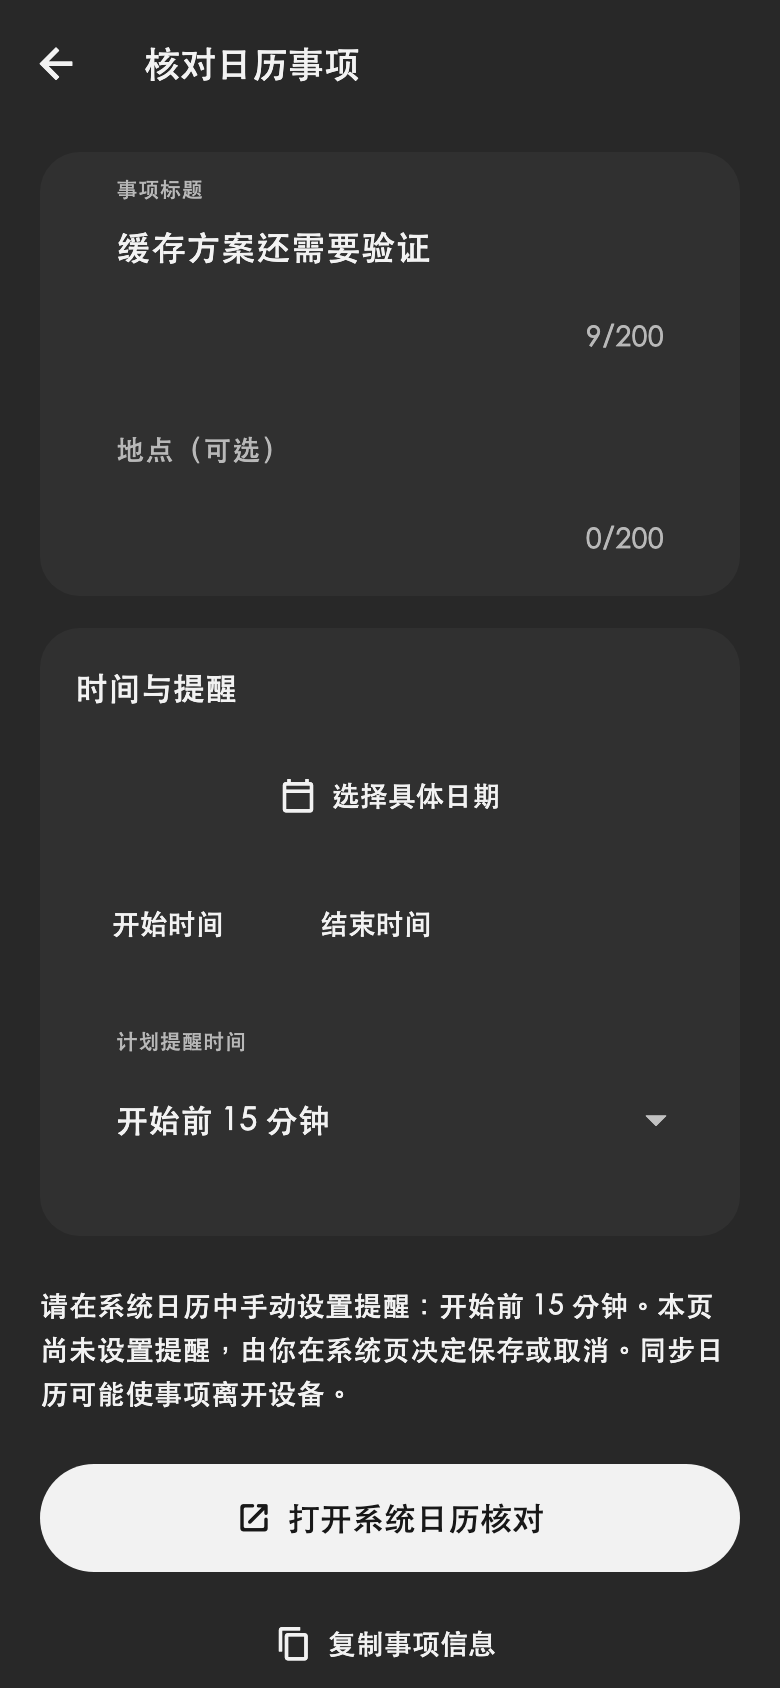 核对日历事项
事项标题
缓存方案还需要验证
9/200
地点（可选）
0/200
时间与提醒
选择具体日期
开始时间 结束时间
计划提醒时间
开始前 15 分钟
请在系统日历中手动设置提醒：开始前 15 分钟。本页
尚未设置提醒，由你在系统页决定保存或取消。同步日
历可能使事项离开设备。
打开系统日历核对
复制事项信息